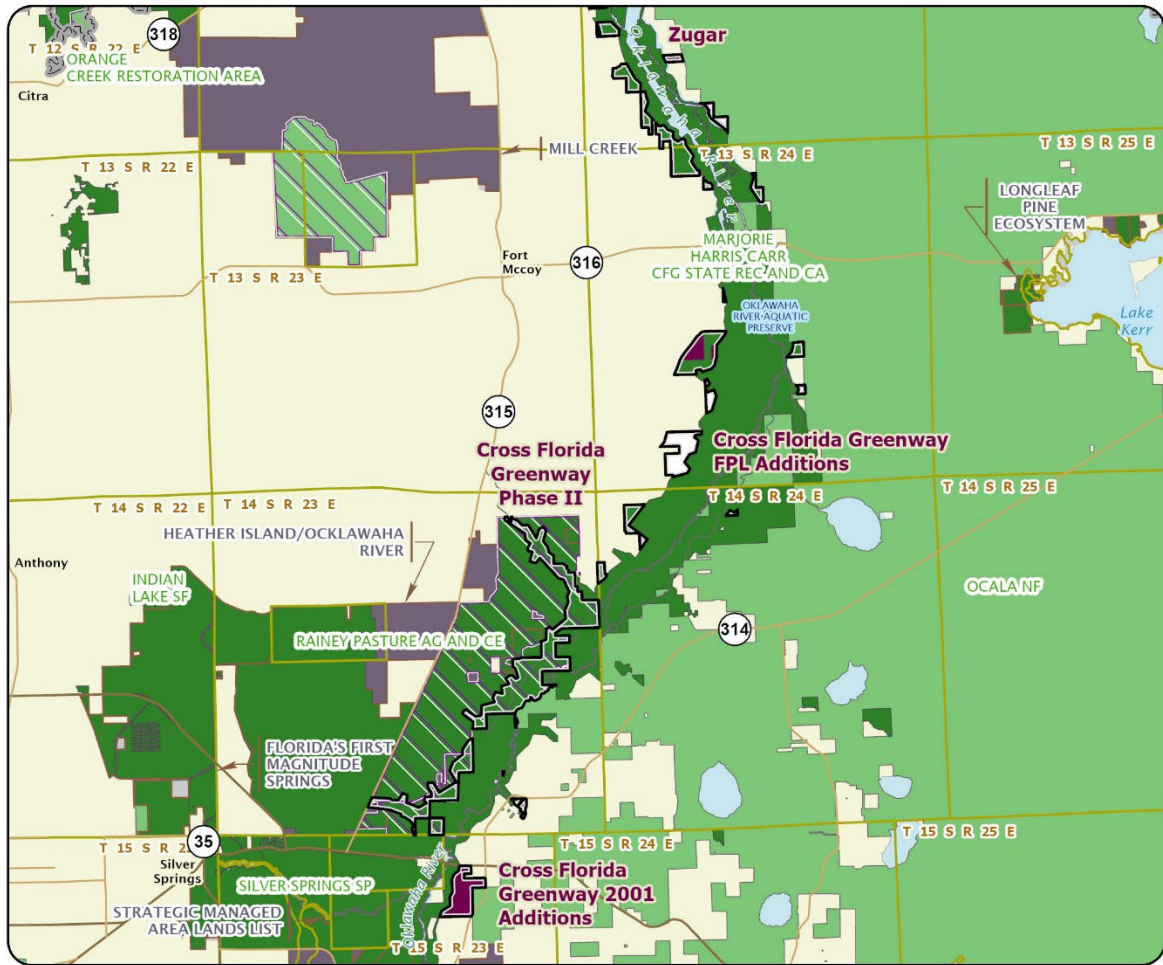 T 12 S R 22 E
318
ORANGE
CREEK RESTORATION AREA
Citra
Zugar
Oklawaha River
MILL CREEK
T 13 S R 22 E
T 13 S R 24 E
T 13 S R 25 E
LONGLEAF
PINE
ECOSYSTEM
Fort
Mccoy
316
MARJORIE
HARRIS CARR
CFG STATE REC AND CA
T 13 S R 23 E
OKLAWAHA
RIVER AQUATIC
PRESERVE
Lake
Kerr
315
Cross Florida
Greenway
Phase II
Cross Florida Greenway
FPL Additions
T 14 S R 22 E
T 14 S R 23 E
T 14 S R 24 E
T 14 S R 25 E
HEATHER ISLAND/OCKLAWAHA
RIVER
Anthony
INDIAN
LAKE SF
OCALA NF
RAINEY PASTURE AG AND CE
314
FLORIDA'S FIRST
MAGNITUDE
SPRINGS
35
T 15 S R
T 15 S R 24 E
T 15 S R 25 E
Silver
Springs
SILVER SPRINGS SP
Oklawaha River
Cross Florida
Greenway 2001
Additions
STRATEGIC MANAGED
AREA LANDS LIST
T 15 S R 23 E